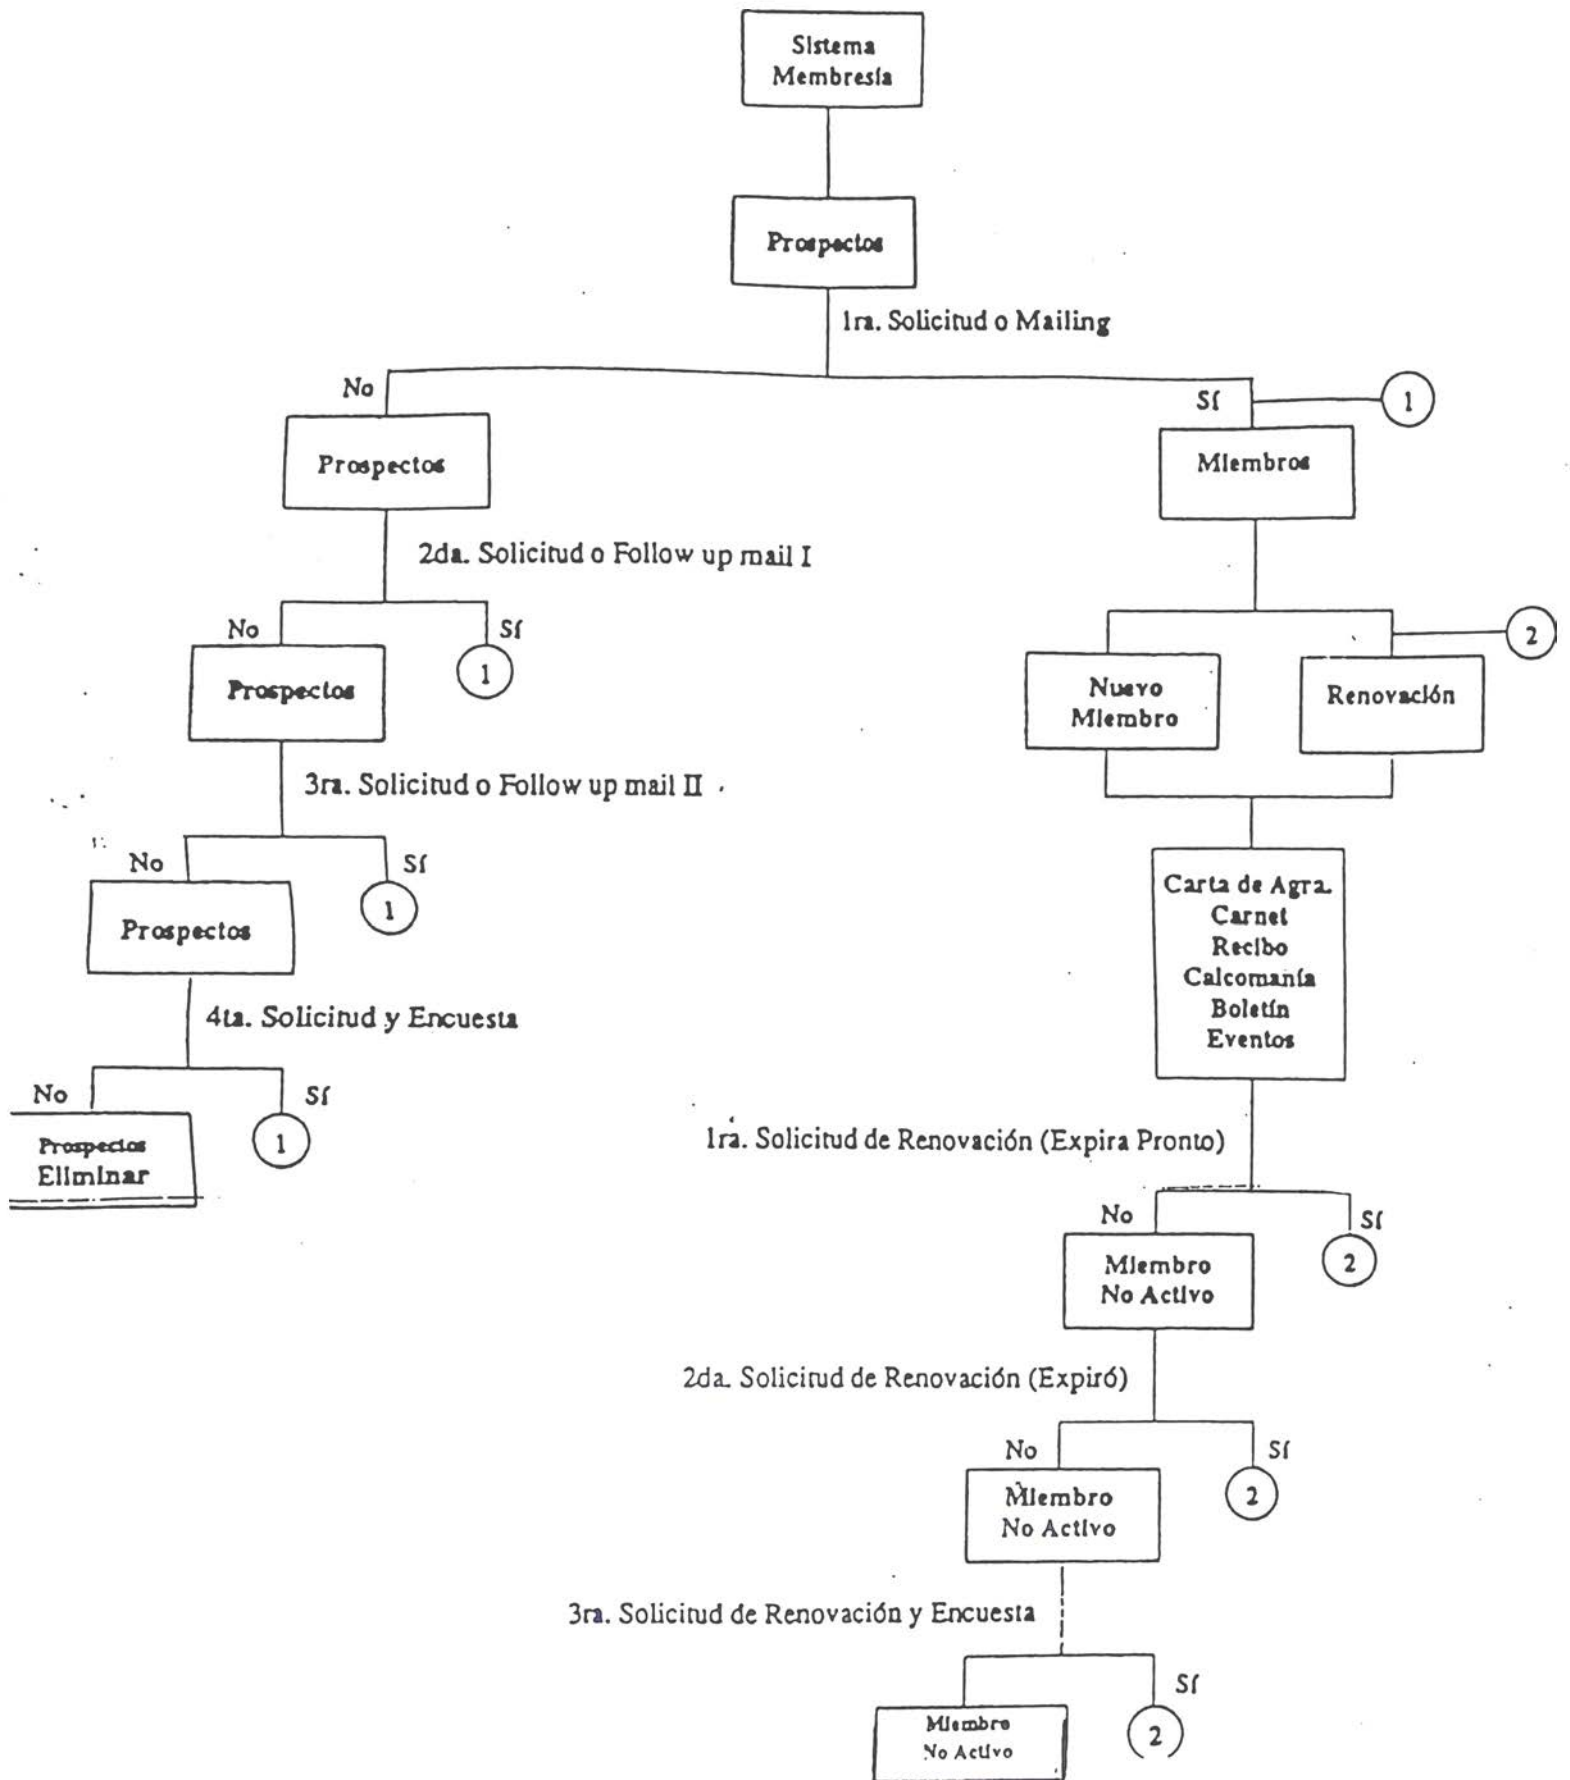 Sistema
Membresía
Prospectos
1ra. Solicitud o Mailing
No
Sí
1
Prospectos
Miembros
2da. Solicitud o Follow up mail I
No
Sí
1
2
Prospectos
Nuevo
Miembro
Renovación
3ra. Solicitud o Follow up mail II
No
Sí
1
Prospectos
Carta de Agra.
Carnet
Recibo
Calcomanía
Boletín
Eventos
4ta. Solicitud y Encuesta
No
Sí
1
Prospectos
Eliminar
1ra. Solicitud de Renovación (Expira Pronto)
No
Sí
2
Miembro
No Activo
2da. Solicitud de Renovación (Expiró)
No
Sí
2
Miembro
No Activo
3ra. Solicitud de Renovación y Encuesta
Sí
2
Miembro
No Activo